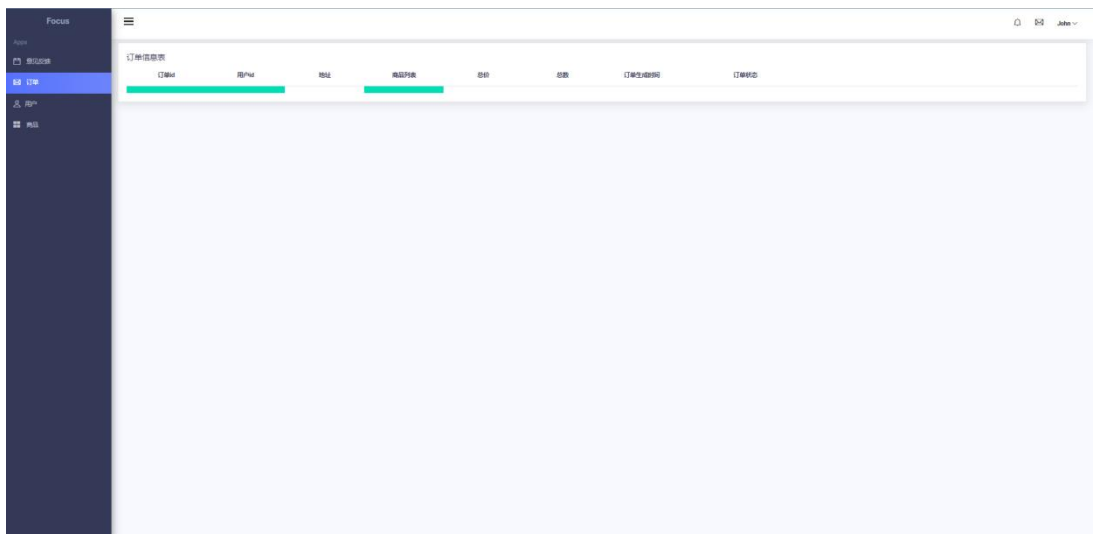 Focus
John
Apps
订单信息表
意见反馈
订单id 用户id 地址 商品列表 总价 总数 订单生成时间 订单状态
订单
用户
商品